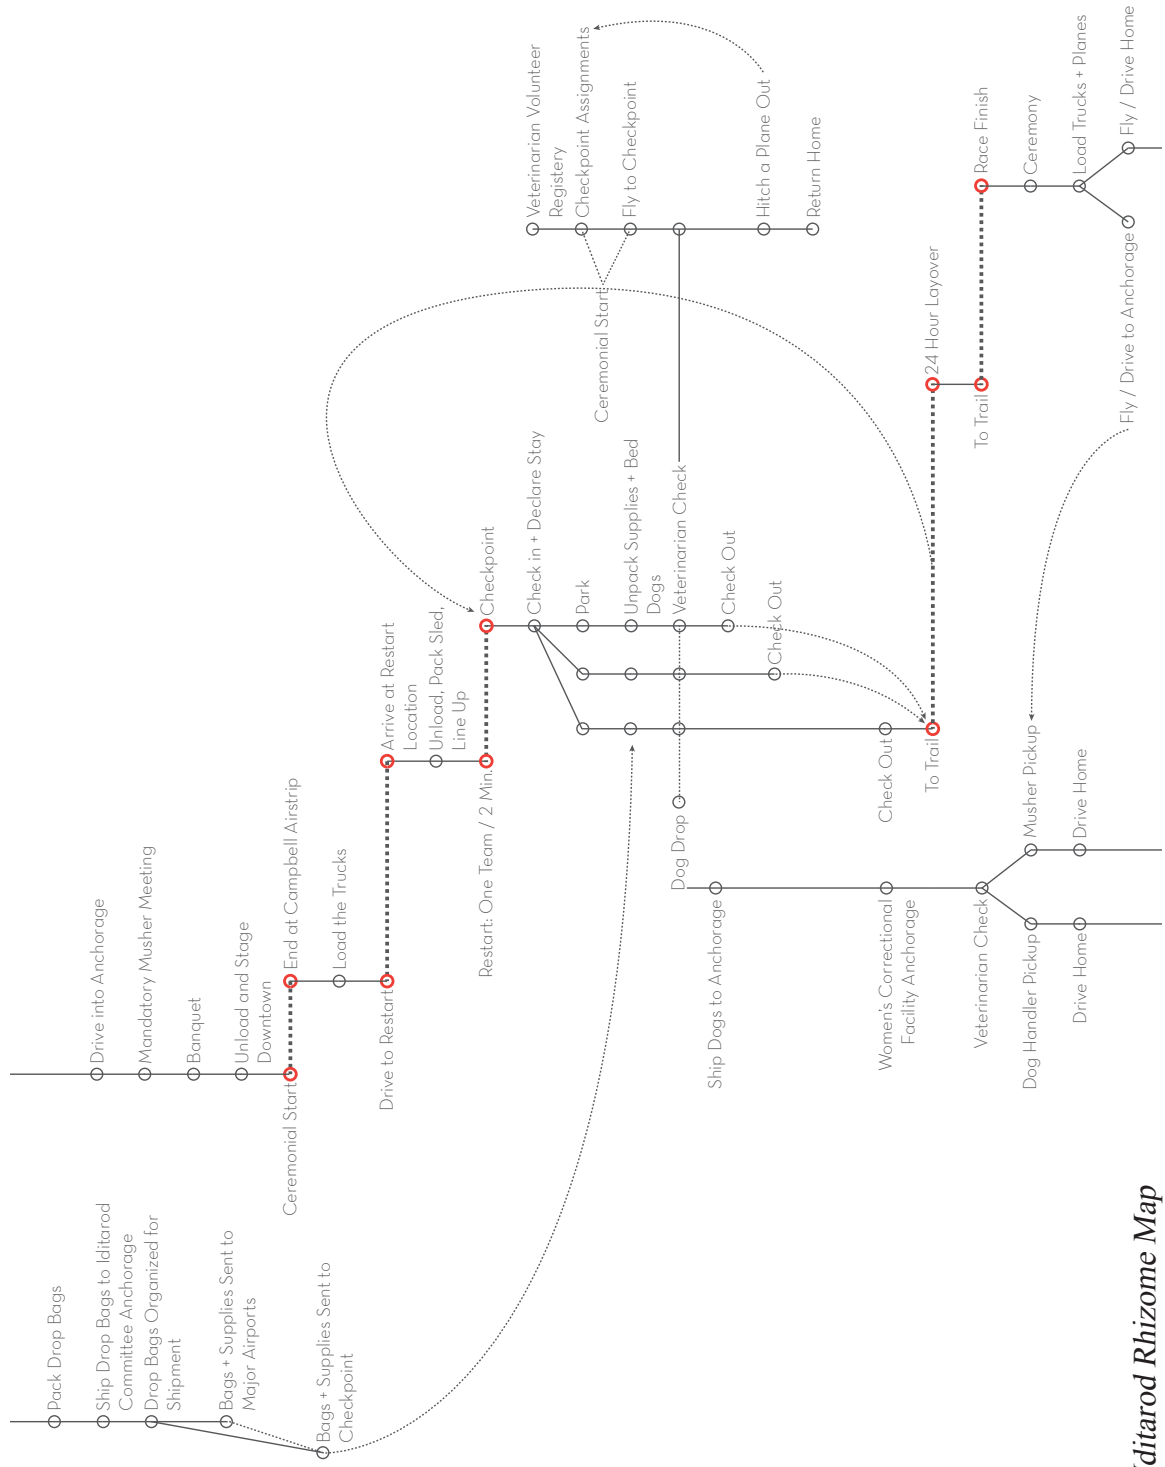 Pack Drop Bags
Ship Drop Bags to Iditarod
Committee Anchorage
Drop Bags Organized for
Shipment
Bags + Supplies Sent to
Major Airports
Bags + Supplies Sent to
Checkpoint
Drive into Anchorage
Mandatory Musher Meeting
Banquet
Unload and Stage
Downtown
Ceremonial Start
End at Campbell Airstrip
Load the Trucks
Drive to Restart
Arrive at Restart
Location
Unload, Pack Sled,
Line Up
Restart: One Team / 2 Min.
Checkpoint
Check in + Declare Stay
Park
Unpack Supplies + Bed
Dogs
Veterinarian Check
Check Out
Check Out
Check Out
To Trail
Veterinarian Volunteer
Registery
Checkpoint Assignments
Fly to Checkpoint
Ceremonial Start
Hitch a Plane Out
Return Home
Dog Drop
Ship Dogs to Anchorage
Women's Correctional
Facility Anchorage
Veterinarian Check
Dog Handler Pickup
Drive Home
Musher Pickup
Drive Home
24 Hour Layover
To Trail
Race Finish
Ceremony
Load Trucks + Planes
Fly / Drive to Anchorage
Fly / Drive Home
Iditarod Rhizome Map